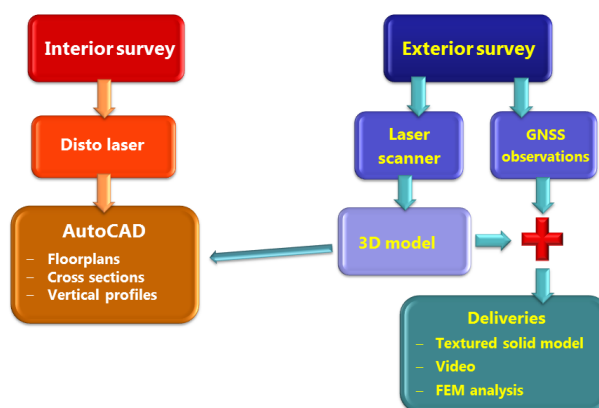 Interior survey
Exterior survey
Disto laser
Laser
scanner
GNSS
observations
AutoCAD
– Floorplans
– Cross sections
– Vertical profiles
3D model
Deliveries
– Textured solid model
– Video
– FEM analysis